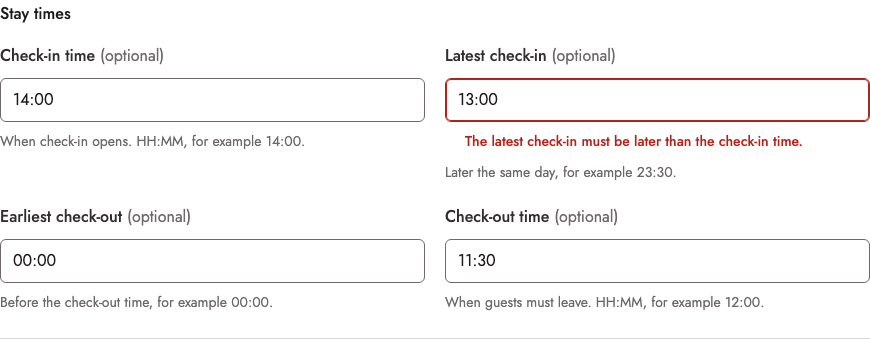 Stay times
Check-in time (optional)
14:00
When check-in opens. HH:MM, for example 14:00.
Latest check-in (optional)
13:00
The latest check-in must be later than the check-in time.
Later the same day, for example 23:30.
Earliest check-out (optional)
00:00
Before the check-out time, for example 00:00.
Check-out time (optional)
11:30
When guests must leave. HH:MM, for example 12:00.